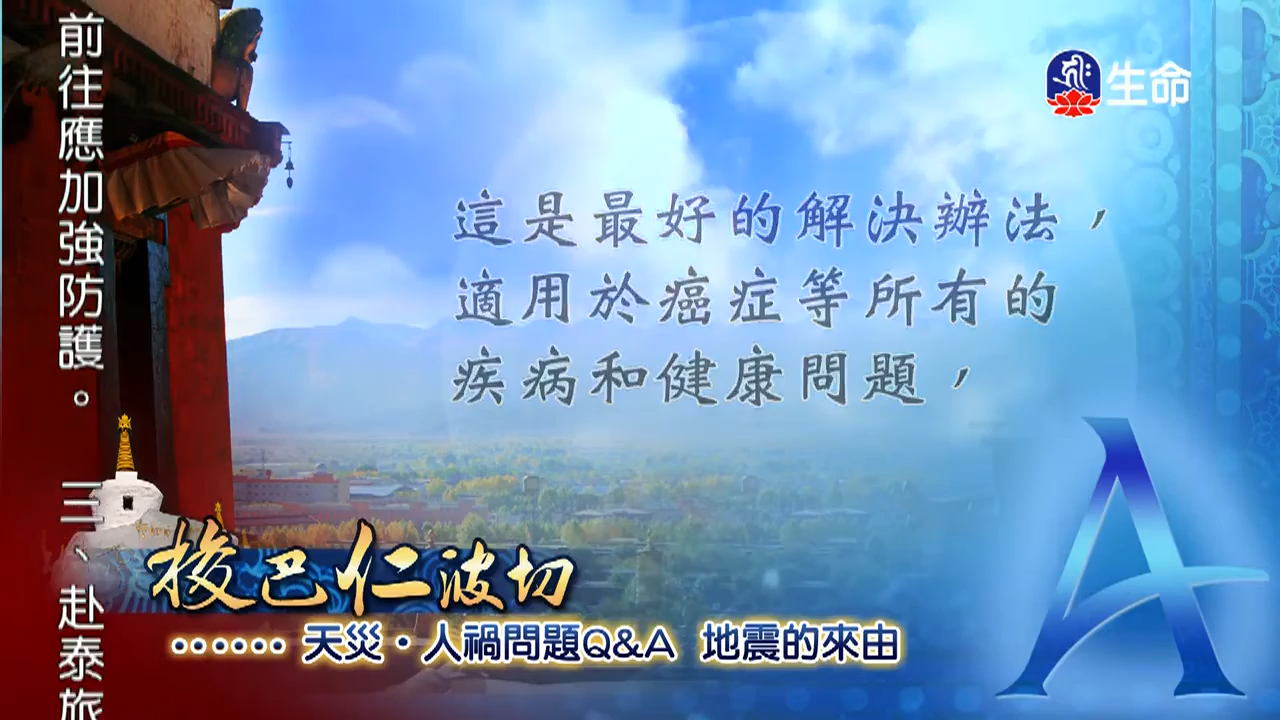 前往應加強防護。 三、赴泰旅
生命
這是最好的解決辦法，
適用於癌症等所有的
疾病和健康問題，
梭巴仁波切
…… 天災·人禍問題Q&A 地震的來由
A